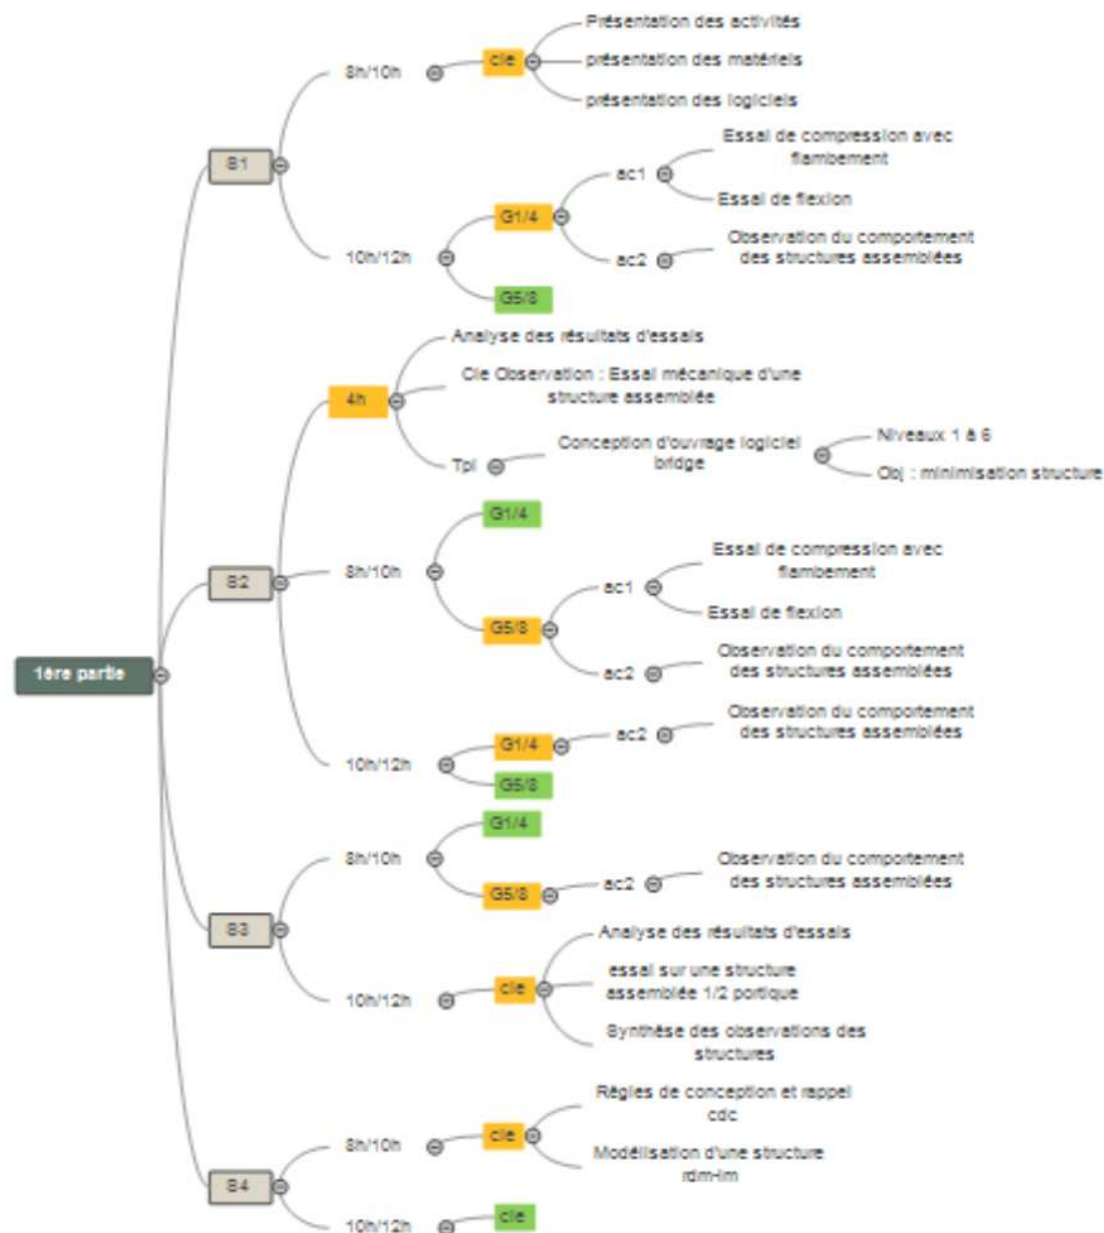 Présentation des activités
8h/10h
cle
présentation des matériels
présentation des logiciels
S1
Essai de compression avec
flambement
ac1
Essai de flexion
G1/4
10h/12h
ac2
Observation du comportement
des structures assemblées
G5/8
Analyse des résultats d'essais
4h
Cle Observation : Essai mécanique d'une
structure assemblée
Tpl
Conception d'ouvrage logiciel
bridge
Niveaux 1 à 6
Obj : minimisation structure
G1/4
S2
8h/10h
Essai de compression avec
flambement
ac1
Essai de flexion
G5/8
ac2
Observation du comportement
des structures assemblées
1ère partie
10h/12h
G1/4
ac2
Observation du comportement
des structures assemblées
G5/8
G1/4
8h/10h
G5/8
ac2
Observation du comportement
des structures assemblées
S3
Analyse des résultats d'essais
10h/12h
cle
essai sur une structure
assemblée 1/2 portique
Synthèse des observations des
structures
Règles de conception et rappel
cdc
8h/10h
cle
Modélisation d'une structure
rdm-lm
S4
10h/12h
cle